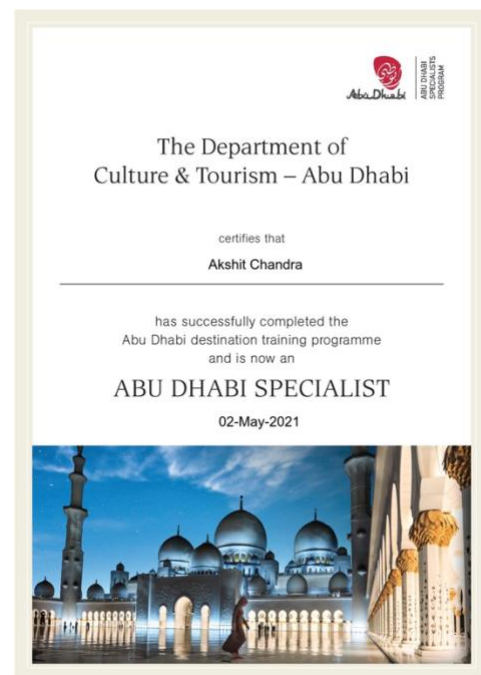 Abu Dhabi
ABU DHABI
SPECIALISTS
PROGRAM
The Department of
Culture & Tourism – Abu Dhabi
certifies that
Akshit Chandra
has successfully completed the
Abu Dhabi destination training programme
and is now an
ABU DHABI SPECIALIST
02-May-2021